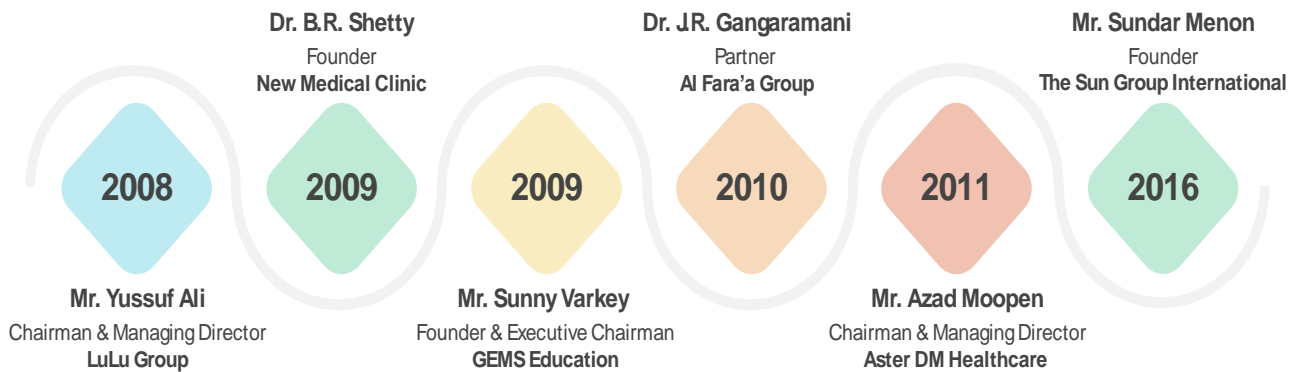 Dr. B.R. Shetty
Founder
New Medical Clinic
Dr. J.R. Gangaramani
Partner
Al Fara'a Group
Mr. Sundar Menon
Founder
The Sun Group International
2008
2009
2009
2010
2011
2016
Mr. Yussuf Ali
Chairman & Managing Director
LuLu Group
Mr. Sunny Varkey
Founder & Executive Chairman
GEMS Education
Mr. Azad Moopen
Chairman & Managing Director
Aster DM Healthcare